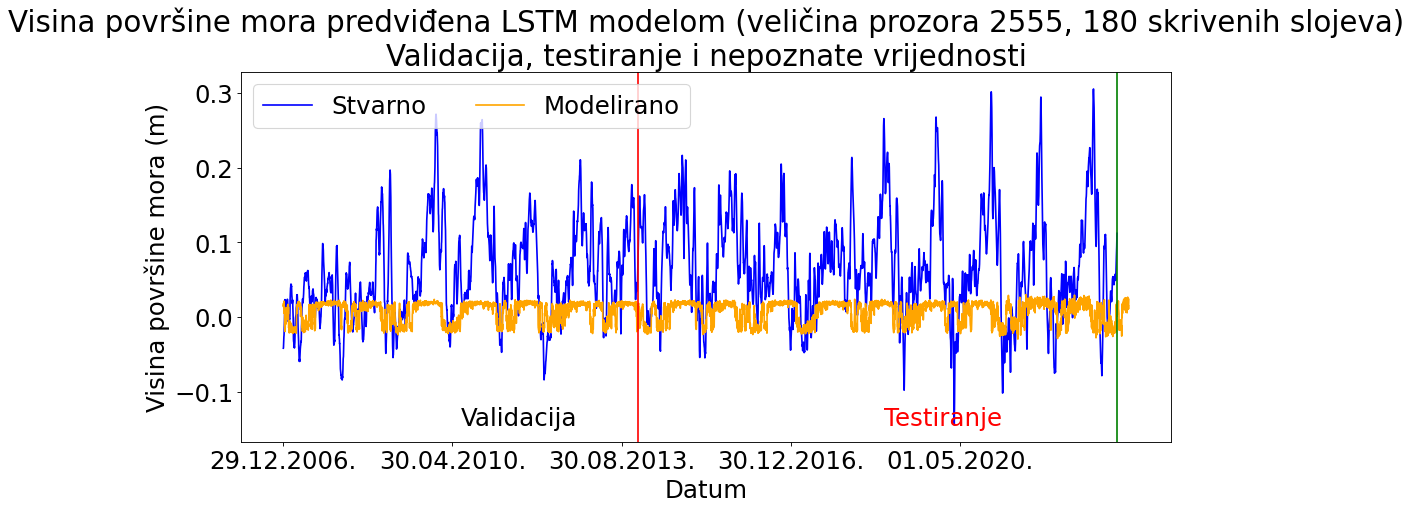 Visina površine mora predviđena LSTM modelom (veličina prozora 2555, 180 skrivenih slojeva)
Validacija, testiranje i nepoznate vrijednosti
Stvarno Modelirano
Visina površine mora (m)
0.3
0.2
0.1
0.0
−0.1
Validacija Testiranje
29.12.2006. 30.04.2010. 30.08.2013. 30.12.2016. 01.05.2020.
Datum